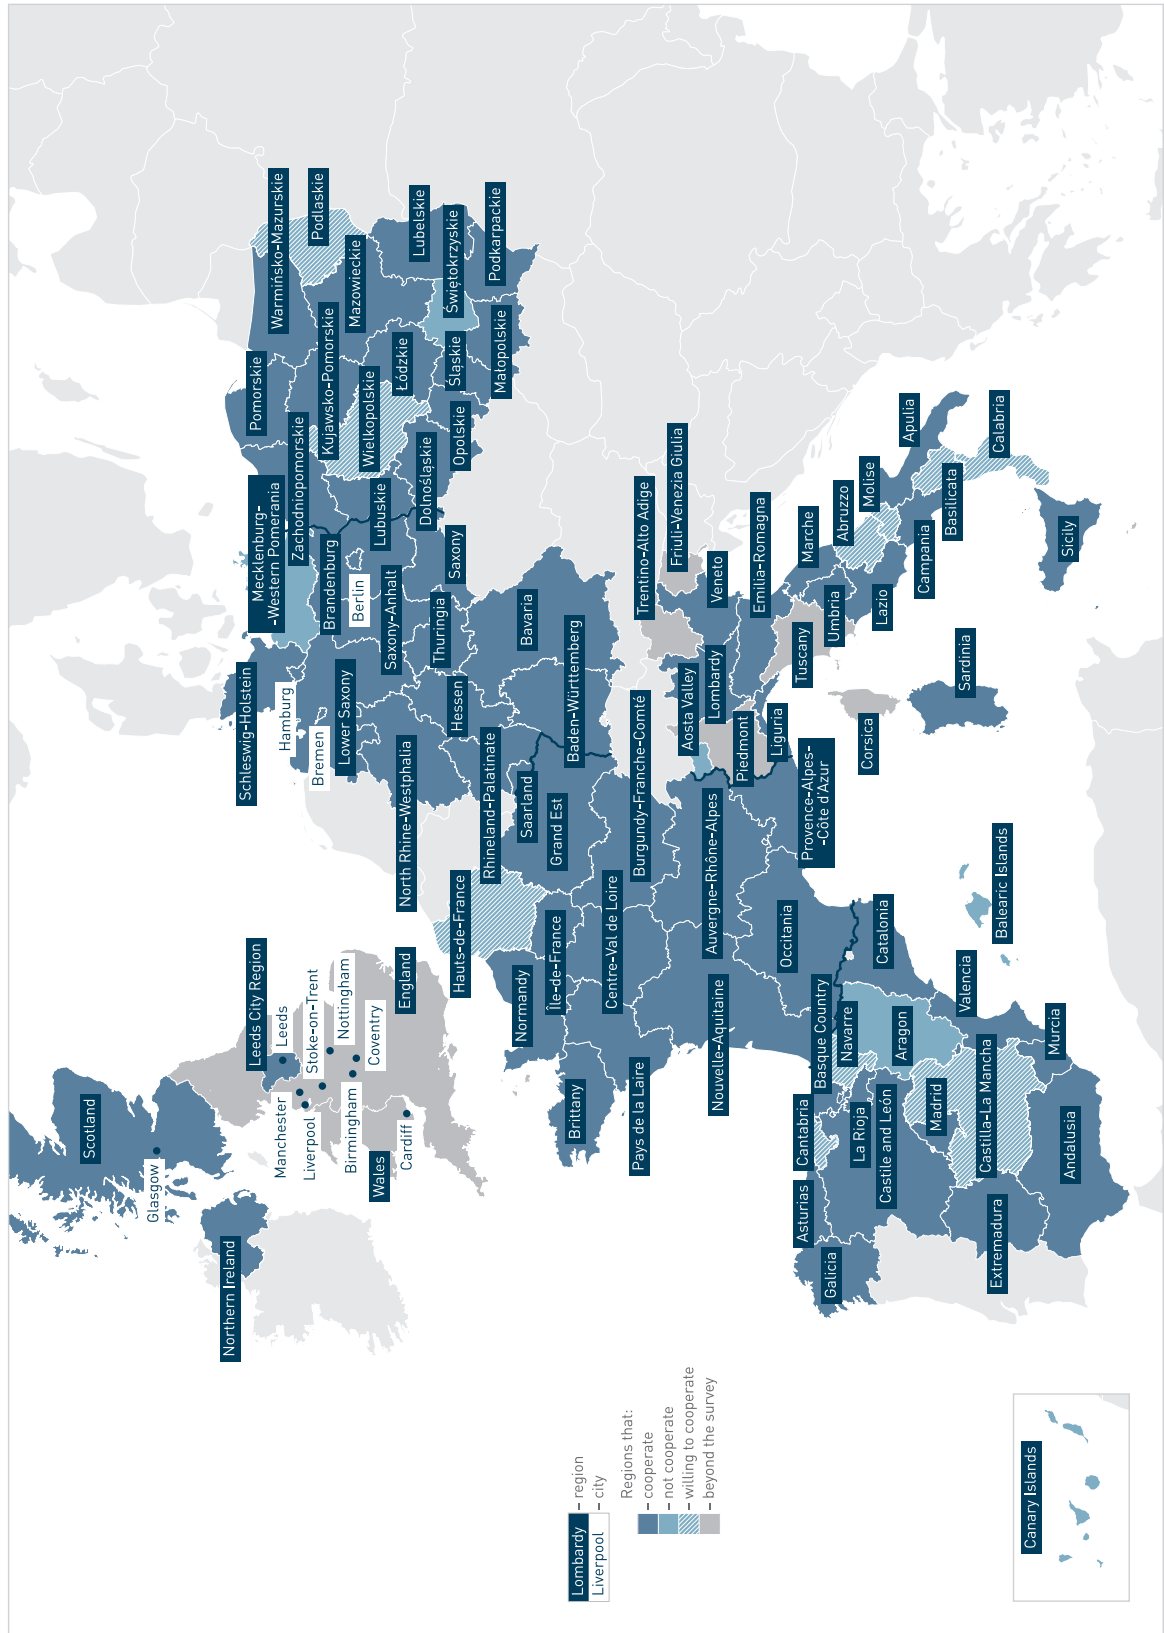 Scotland
Glasgow
Northern Ireland
Leeds City Region
Leeds
Manchester
Liverpool
Stoke-on-Trent
Nottingham
Birmingham
Coventry
Wales
Cardiff
England
Schleswig-Holstein
Hamburg
Bremen
Lower Saxony
Mecklenburg-
-Western Pomerania
Brandenburg
Berlin
Saxony-Anhalt
Thuringia
Saxony
Hessen
North Rhine-Westphalia
Rhineland-Palatinate
Saarland
Bavaria
Baden-Württemberg
Pomorskie
Zachodniopomorskie
Warmińsko-Mazurskie
Podlaskie
Kujawsko-Pomorskie
Mazowieckie
Wielkopolskie
Lubuskie
Łódzkie
Lubelskie
Dolnośląskie
Opolskie
Śląskie
Świętokrzyskie
Matopolskie
Podkarpackie
Hauts-de-France
Normandy
Île-de-France
Grand Est
Brittany
Centre-Val de Loire
Pays de la Laire
Burgundy-Franche-Comté
Nouvelle-Aquitaine
Auvergne-Rhône-Alpes
Occitania
Provence-Alpes-
-Côte d'Azur
Corsica
Trentino-Alto Adige
Friuli-Venezia Giulia
Aosta Valley
Lombardy
Veneto
Piedmont
Liguria
Emilia-Romagna
Tuscany
Marche
Umbria
Abruzzo
Molise
Lazio
Campania
Apulia
Basilicata
Calabria
Sardinia
Sicily
Galicia
Asturias
Cantabria
Basque Country
Navarre
La Rioja
Castile and León
Aragon
Catalonia
Madrid
Castilla-La Mancha
Valencia
Extremadura
Andalusia
Murcia
Balearic Islands
Canary Islands
Lombardy – region
Liverpool – city
Regions that:
– cooperate
– not cooperate
– willing to cooperate
– beyond the survey